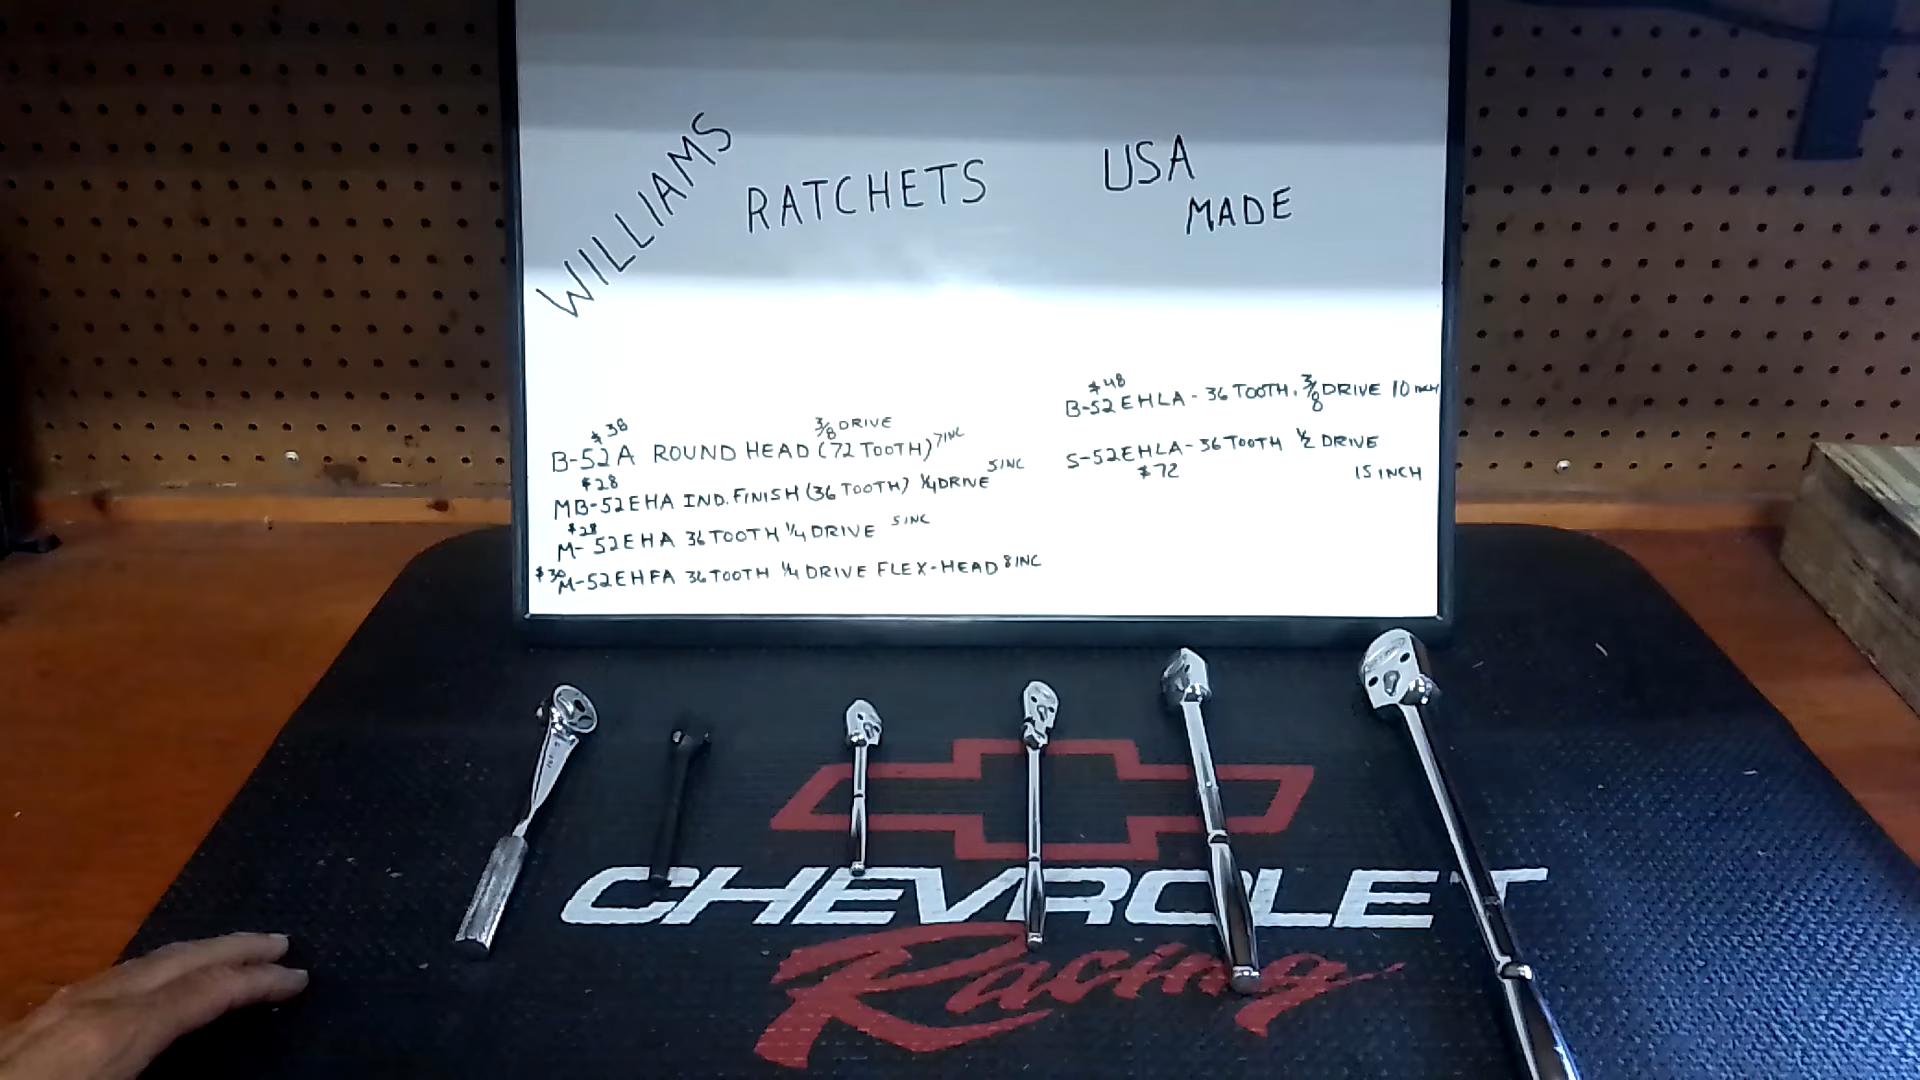 WILLIAMS RATCHETS USA MADE
$38 3/8 DRIVE
B-52A ROUND HEAD (72 TOOTH) 7INC
$28
MB-52EHA IND. FINISH (36 TOOTH) 1/4 DRIVE 5INC
$28
M-52EHA 36 TOOTH 1/4 DRIVE 5INC
$30 M-52EHFA 36 TOOTH 1/4 DRIVE FLEX-HEAD 8INC
$48
B-52EHLA - 36 TOOTH. 3/8 DRIVE 10 INCH
S-52EHLA - 36 TOOTH 1/2 DRIVE
$72 15 INCH
CHEVROLET
Racing